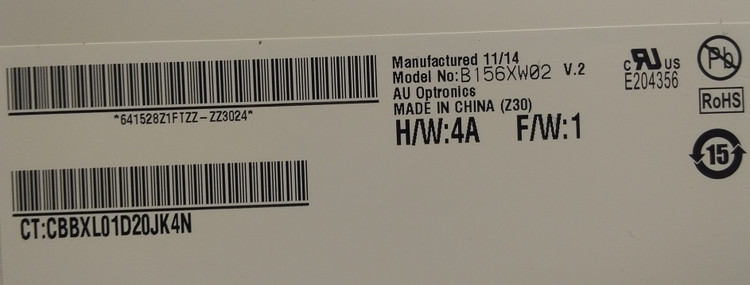 *641528Z1FTZZ-ZZ3024*
CT:CBBXL01D20JK4N
Manufactured 11/14
Model No:B156XW02 V.2
AU Optronics
MADE IN CHINA (Z30)
H/W:4A F/W:1
c RU US
E204356
Pb
RoHS
15